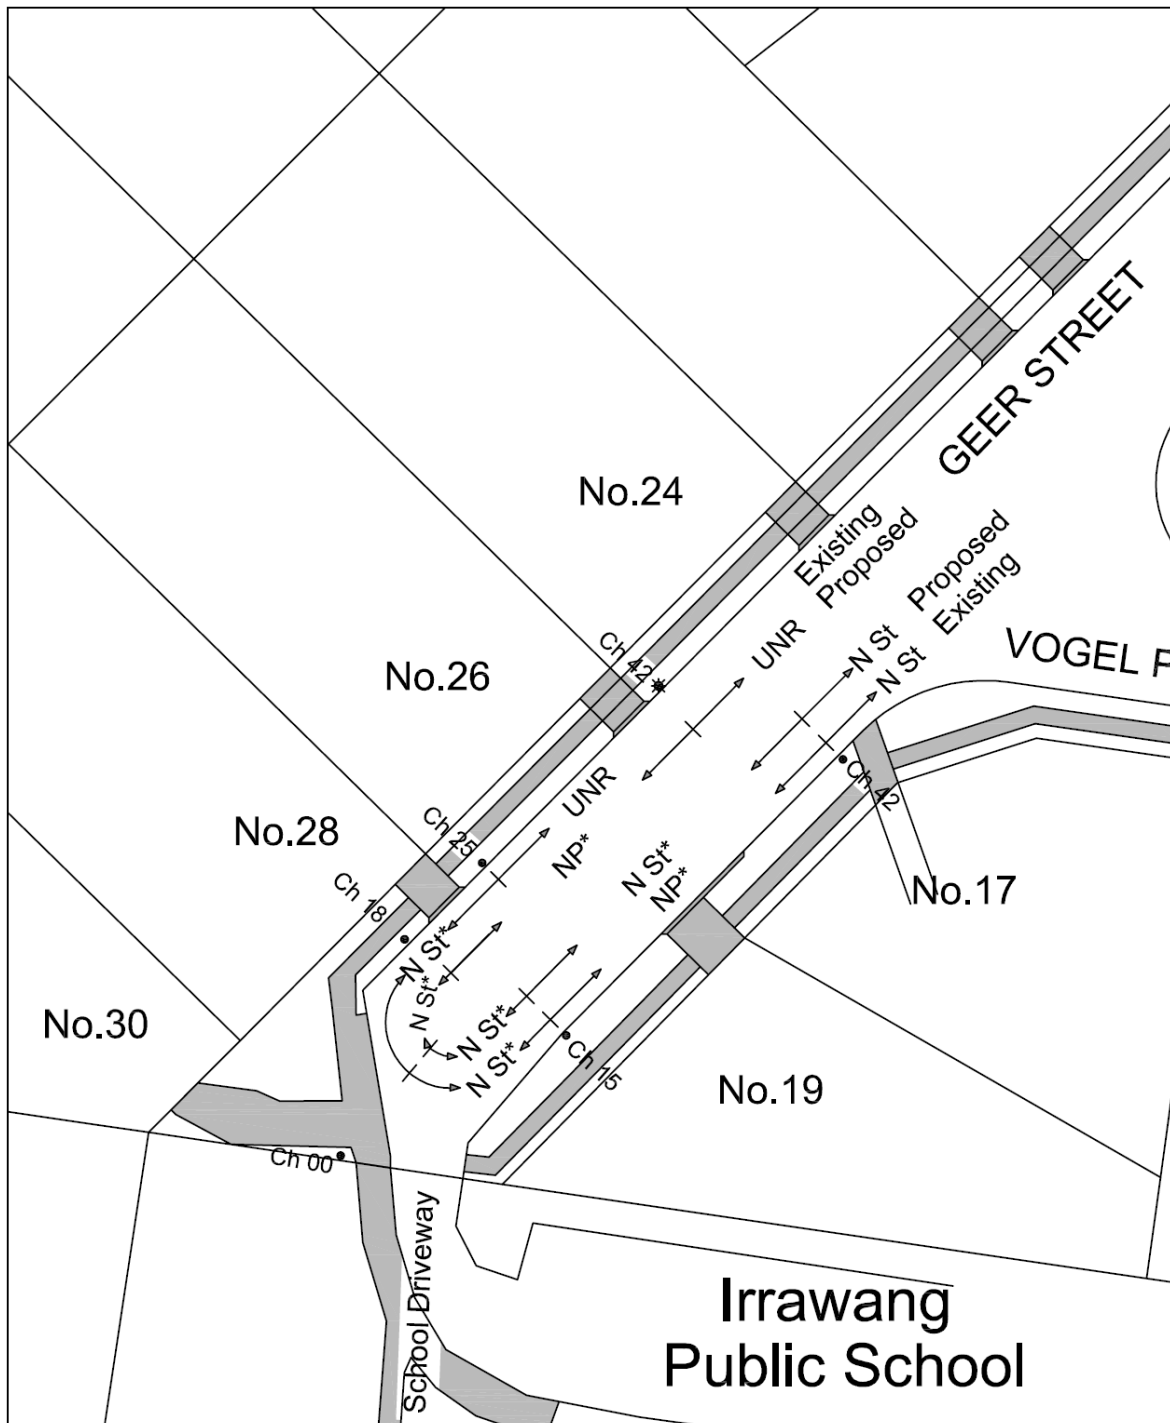 GEER STREET
No.24
Existing
Proposed
Proposed
Existing
UNR
N St
N St
VOGEL P
Ch 42
No.26
Ch 42
UNR
NP*
N St*
NP*
No.28
Ch 25
Ch 18
No.17
N St*
N St*
N St*
N St*
No.30
Ch 15
No.19
Ch 00
School Driveway
Irrawang
Public School